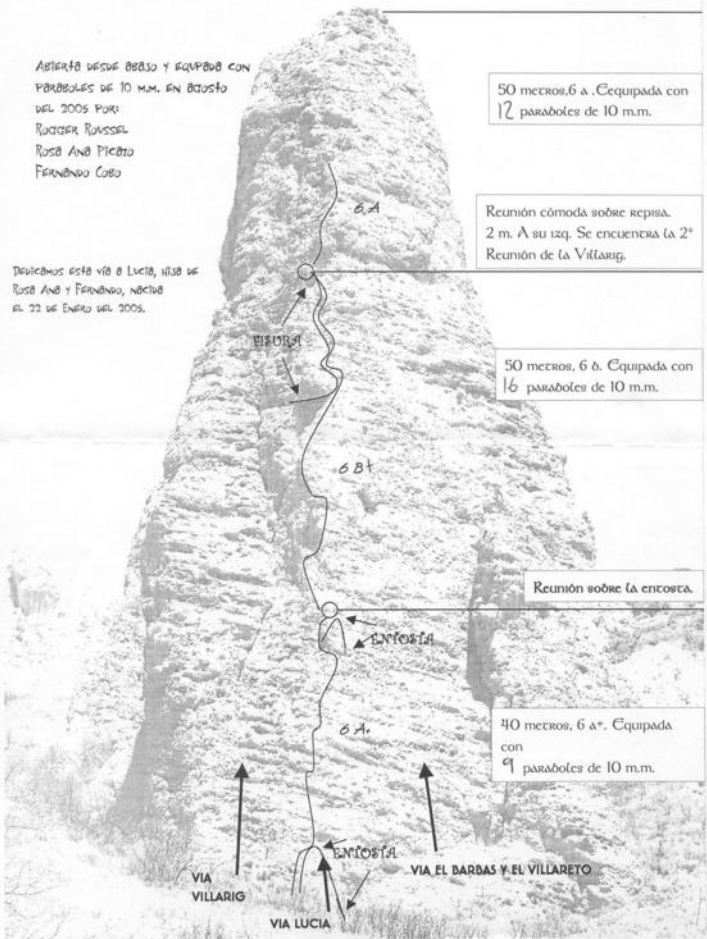 ABIERTA DESDE ABAJO Y EQUPADA CON
PARABOLES DE 10 M.M. EN AGOSTO
DEL 2005 POR:
ROGGER ROUSSEL
ROSA ANA PICAZO
FERNANDO COBO
50 metros,6 a .Eequipada con
12 paraboles de 10 m.m.
6 A
Reunión cómoda sobre repisa.
2 m. A su izq. Se encuentra la 2ª
Reunión de la Villarig.
DEDICAMOS ESTA VÍA A LUCIA, HIJA DE
ROSA ANA Y FERNANDO, NACIDA
EL 22 DE ENERO DEL 2005.
FISURA
50 metros, 6 b. Equipada con
16 paraboles de 10 m.m.
6 B+
Reunión sobre la entosta.
ENTOSTA
6 A+
40 metros, 6 a+. Equipada
con
9 paraboles de 10 m.m.
ENTOSTA
VIA EL BARBAS Y EL VILLARETO
VIA
VILLARIG
VIA LUCIA